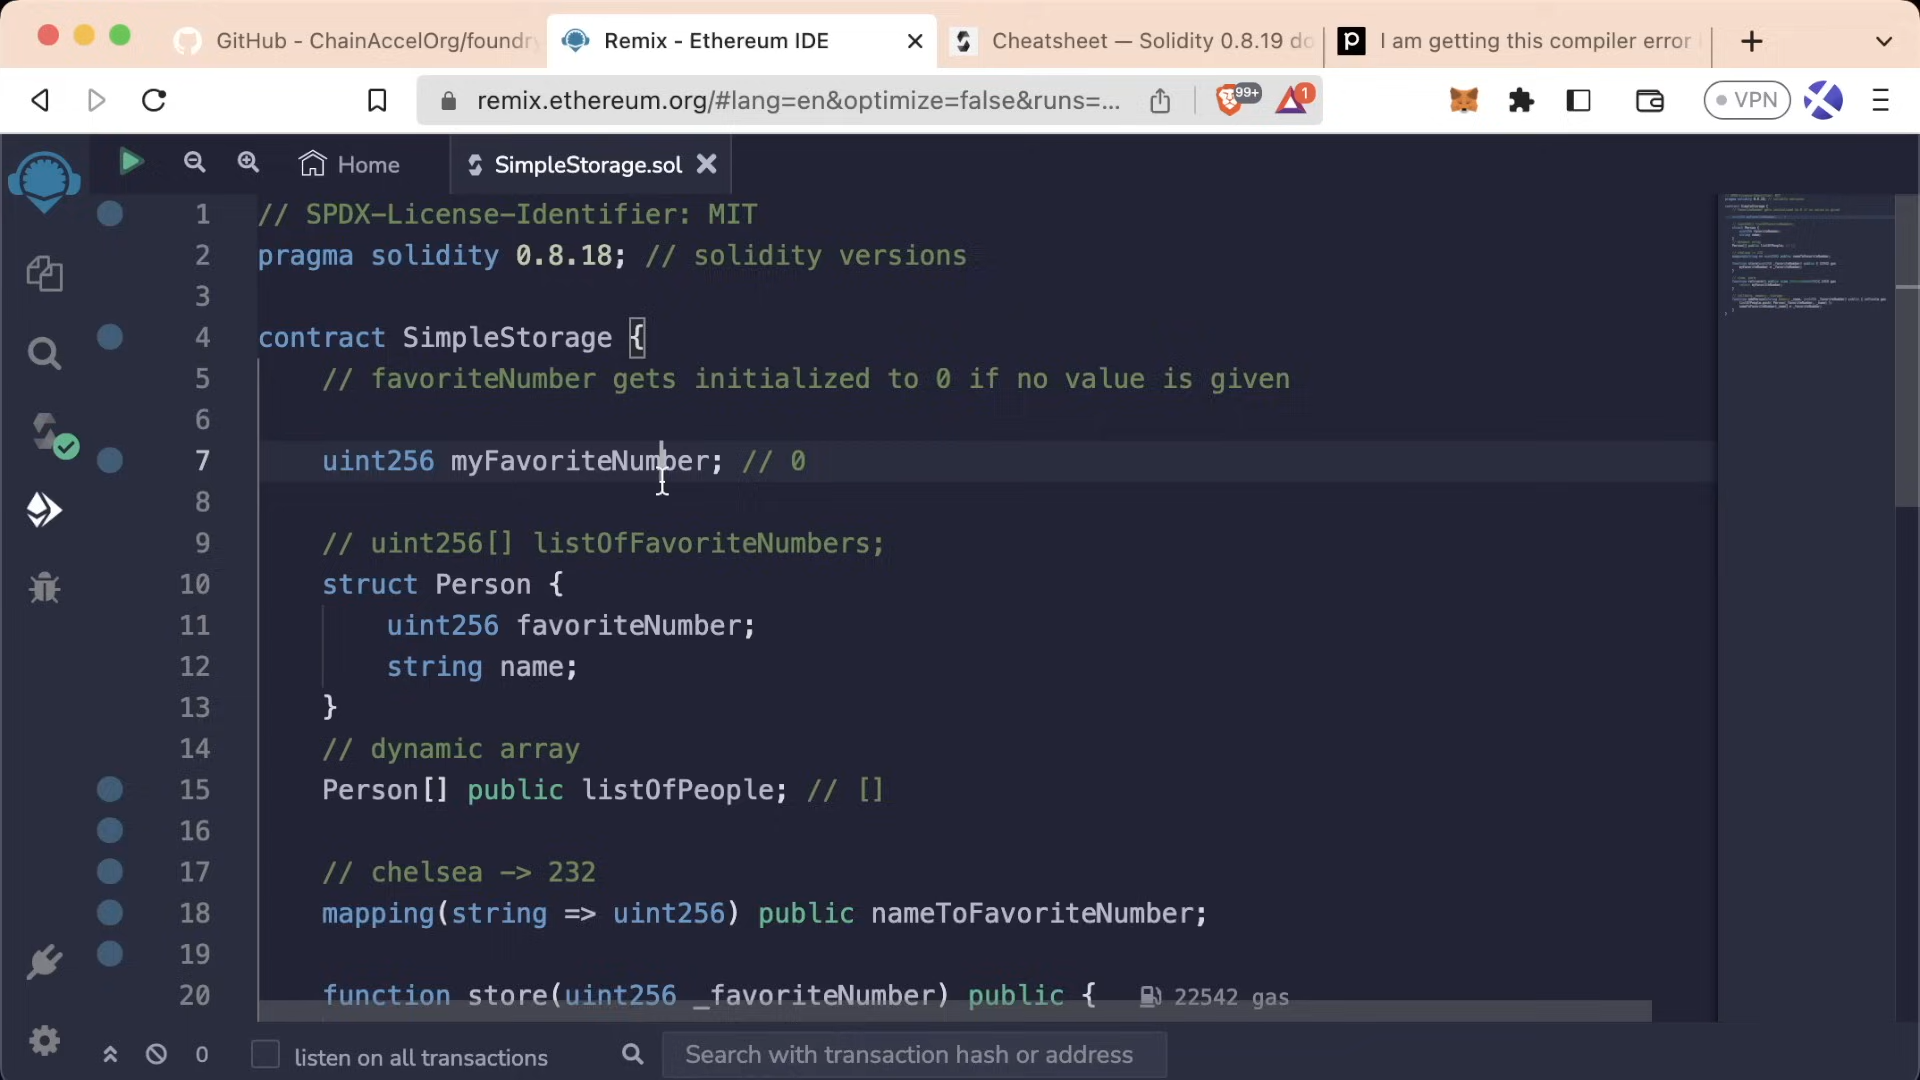 GitHub - ChainAccelOrg/foundry
Remix - Ethereum IDE
Cheatsheet — Solidity 0.8.19 do
I am getting this compiler error
remix.ethereum.org/#lang=en&optimize=false&runs=...
99+
1
VPN
Home
SimpleStorage.sol
1 // SPDX-License-Identifier: MIT
2 pragma solidity 0.8.18; // solidity versions
3
4 contract SimpleStorage {
5 // favoriteNumber gets initialized to 0 if no value is given
6
7 uint256 myFavoriteNumber; // 0
8
9 // uint256[] listOfFavoriteNumbers;
10 struct Person {
11 uint256 favoriteNumber;
12 string name;
13 }
14 // dynamic array
15 Person[] public listOfPeople; // []
16
17 // chelsea -> 232
18 mapping(string => uint256) public nameToFavoriteNumber;
19
20 function store(uint256 _favoriteNumber) public { 22542 gas
0
listen on all transactions
Search with transaction hash or address